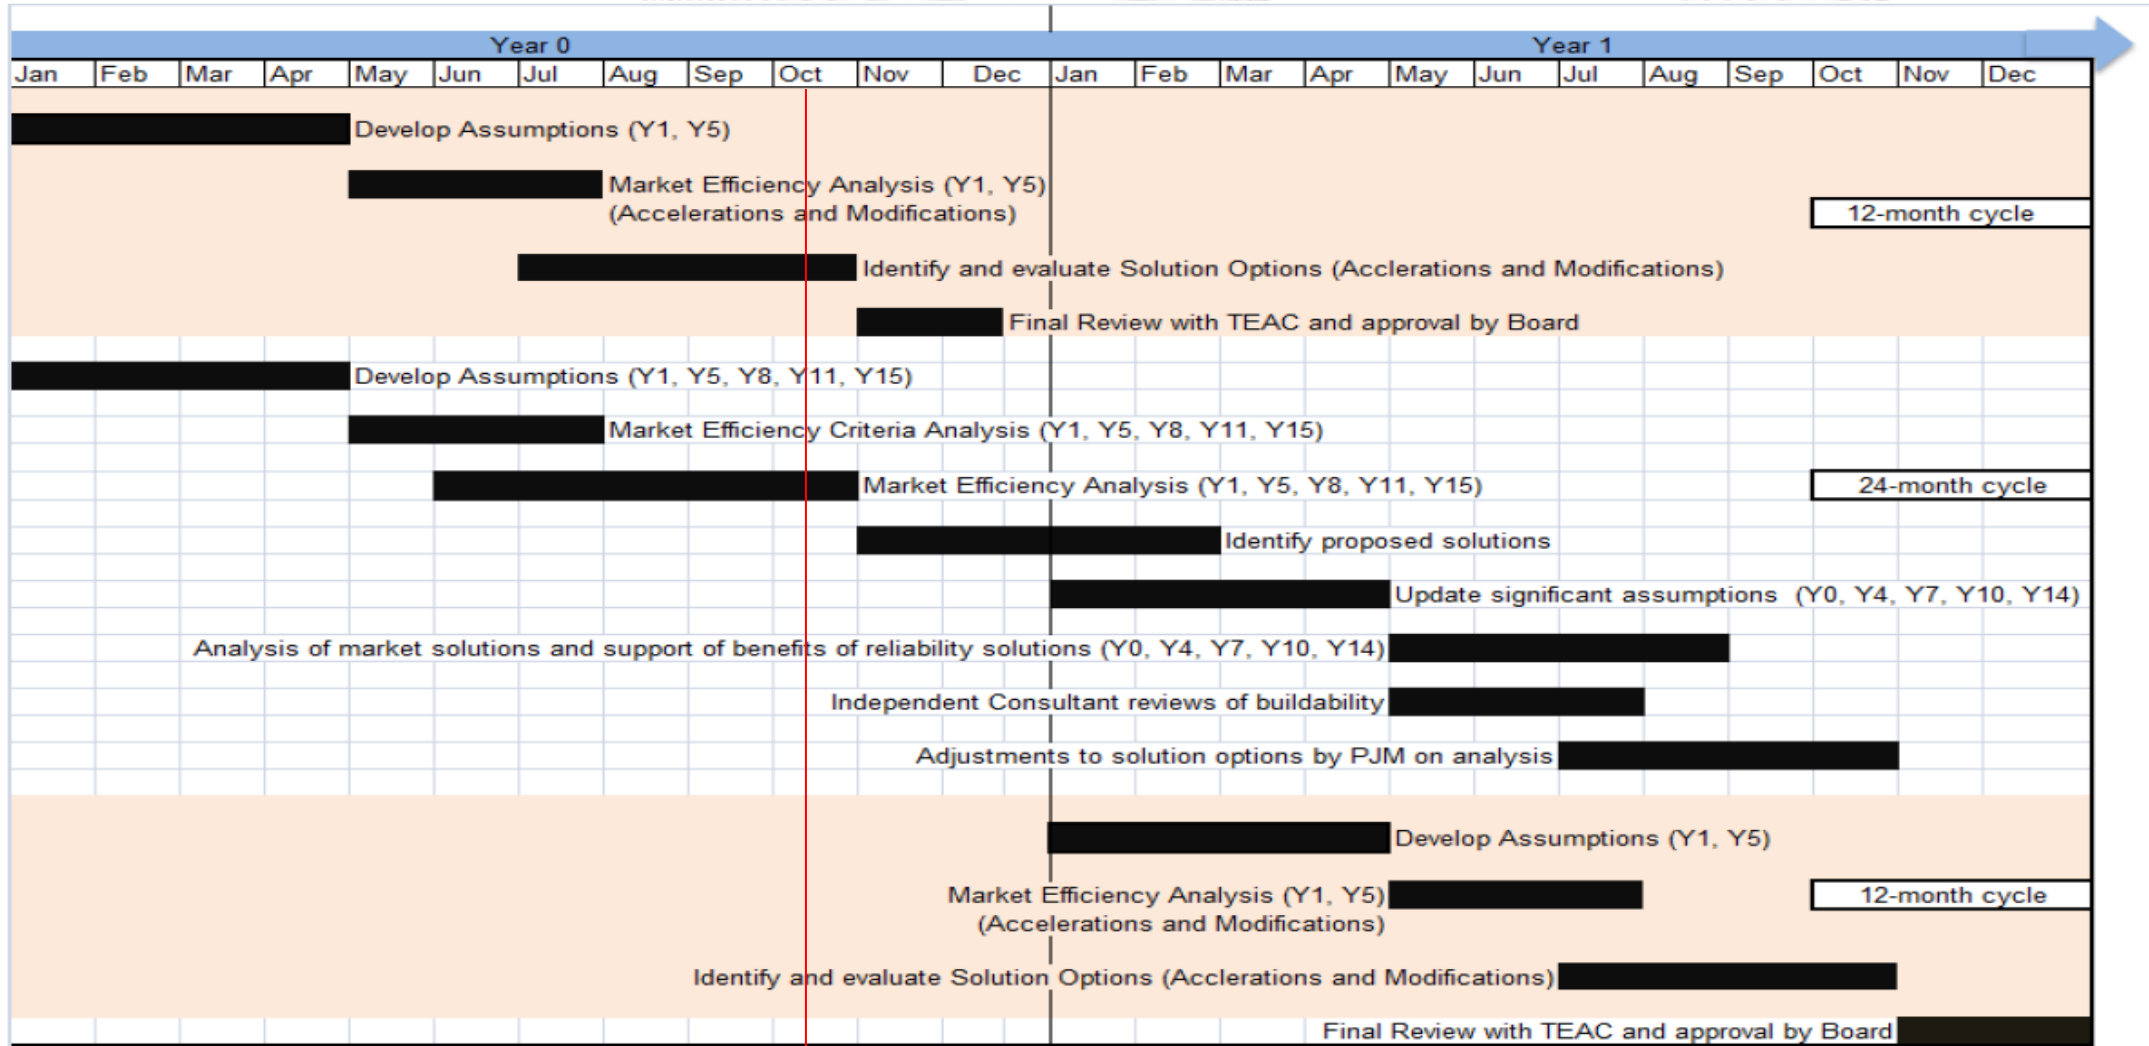 Year 0
Year 1
Jan Feb Mar Apr May Jun Jul Aug Sep Oct Nov Dec Jan Feb Mar Apr May Jun Jul Aug Sep Oct Nov Dec
Develop Assumptions (Y1, Y5)
Market Efficiency Analysis (Y1, Y5)
(Accelerations and Modifications)
12-month cycle
Identify and evaluate Solution Options (Acclerations and Modifications)
Final Review with TEAC and approval by Board
Develop Assumptions (Y1, Y5, Y8, Y11, Y15)
Market Efficiency Criteria Analysis (Y1, Y5, Y8, Y11, Y15)
Market Efficiency Analysis (Y1, Y5, Y8, Y11, Y15)
24-month cycle
Identify proposed solutions
Update significant assumptions (Y0, Y4, Y7, Y10, Y14)
Analysis of market solutions and support of benefits of reliability solutions (Y0, Y4, Y7, Y10, Y14)
Independent Consultant reviews of buildability
Adjustments to solution options by PJM on analysis
Develop Assumptions (Y1, Y5)
Market Efficiency Analysis (Y1, Y5)
(Accelerations and Modifications)
12-month cycle
Identify and evaluate Solution Options (Acclerations and Modifications)
Final Review with TEAC and approval by Board